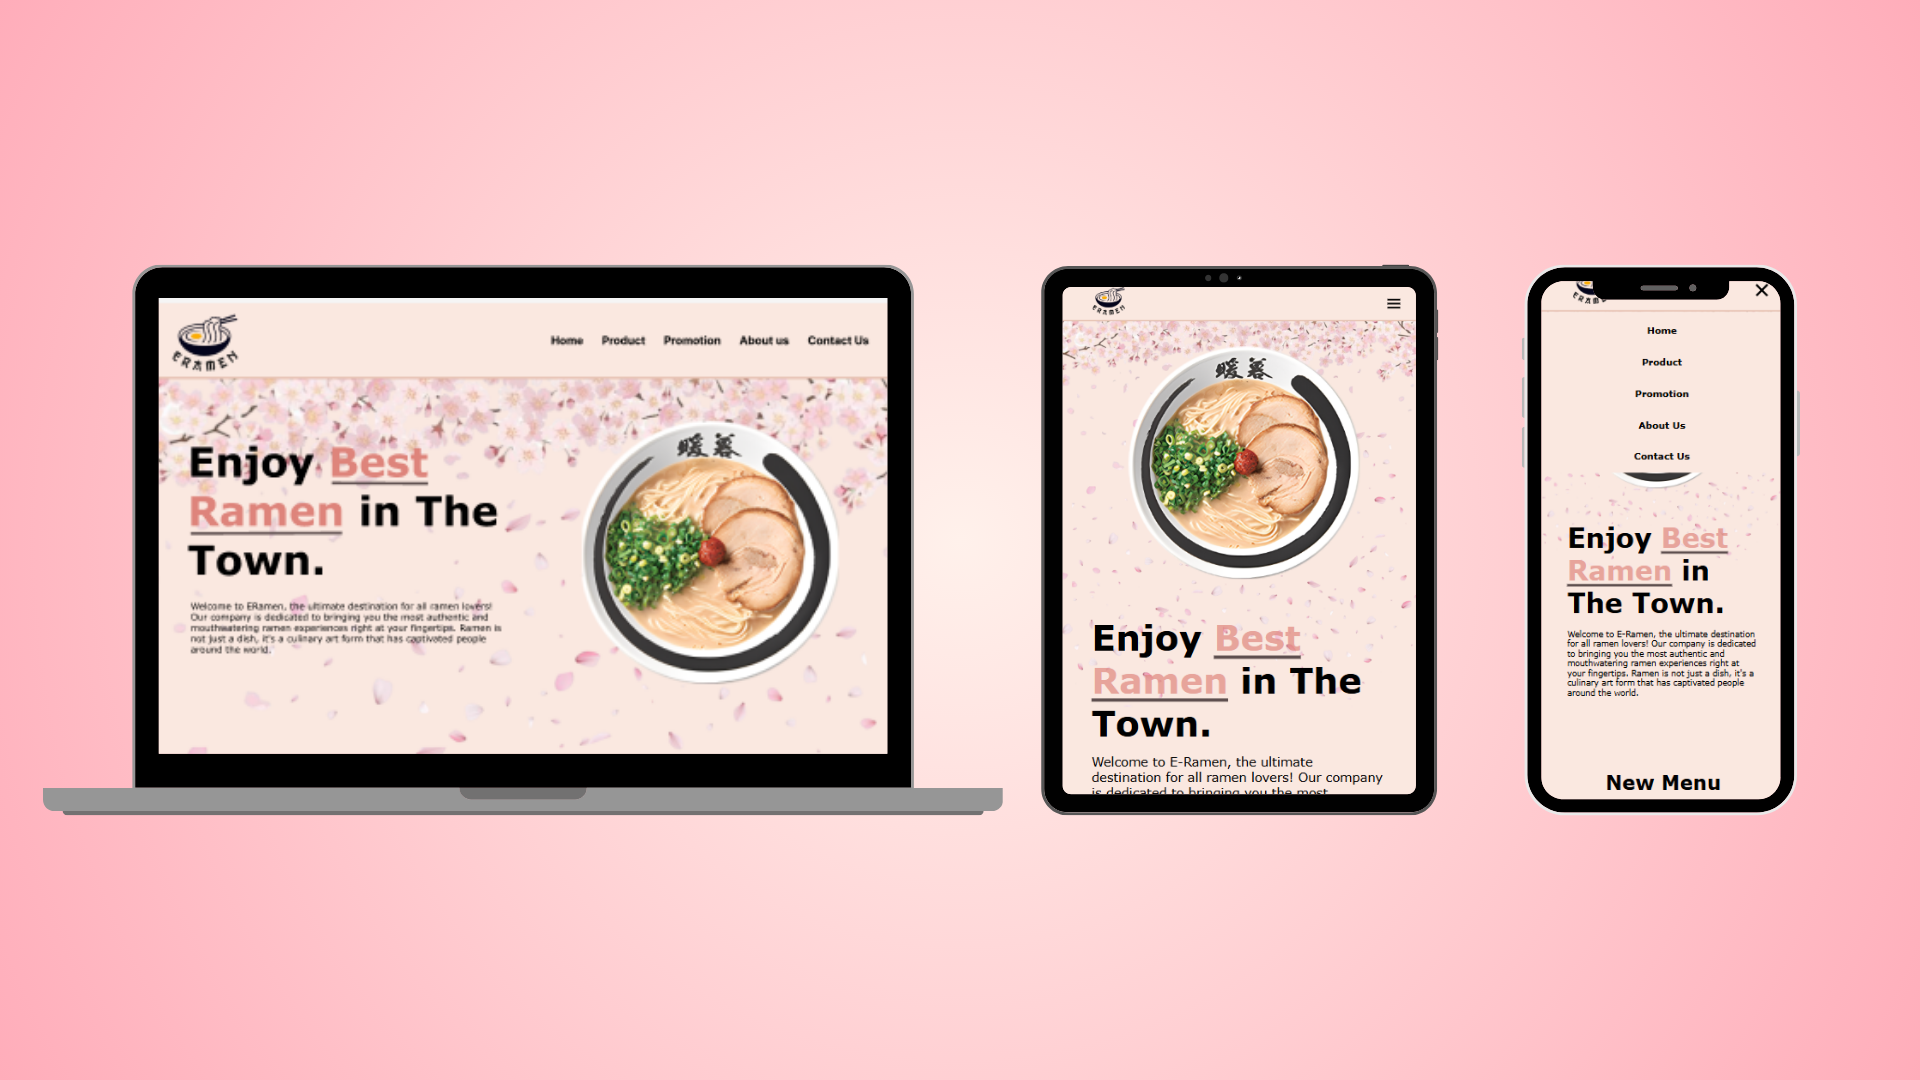 ERAMEN
Home Product Promotion About us Contact Us
暖暮
Enjoy Best
Ramen in The
Town.
Welcome to ERamen, the ultimate destination for all ramen lovers!
Our company is dedicated to bringing you the most authentic and
mouthwatering ramen experiences right at your fingertips. Ramen is
not just a dish, it's a culinary art form that has captivated people
around the world.
ERAMEN
暖暮
Enjoy Best
Ramen in The
Town.
Welcome to E-Ramen, the ultimate
destination for all ramen lovers! Our company
is dedicated to bringing you the most
ERAME
Home
Product
Promotion
About Us
Contact Us
Enjoy Best
Ramen in
The Town.
Welcome to E-Ramen, the ultimate destination
for all ramen lovers! Our company is dedicated
to bringing you the most authentic and
mouthwatering ramen experiences right at
your fingertips. Ramen is not just a dish, it's a
culinary art form that has captivated people
around the world.
New Menu